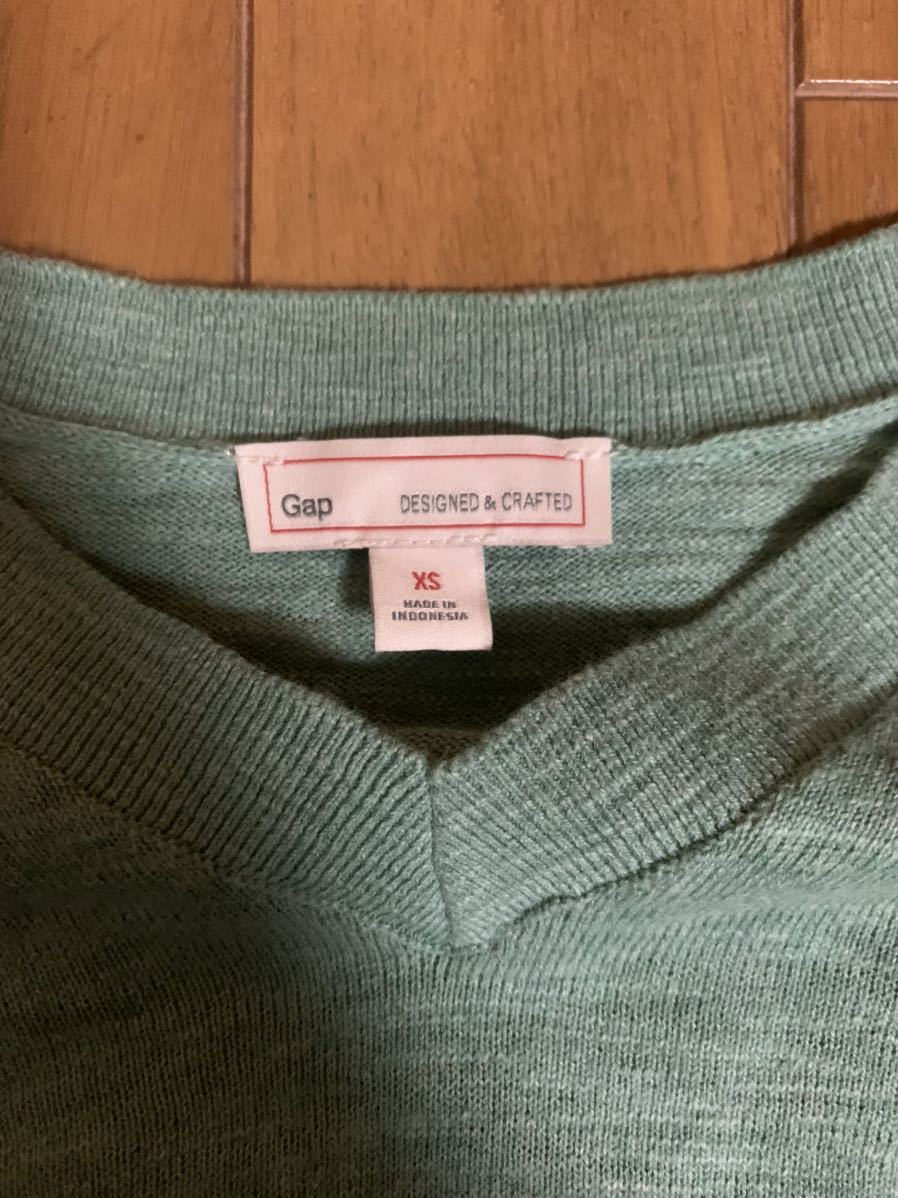 Gap DESIGNED & CRAFTED
XS
MADE IN
INDONESIA